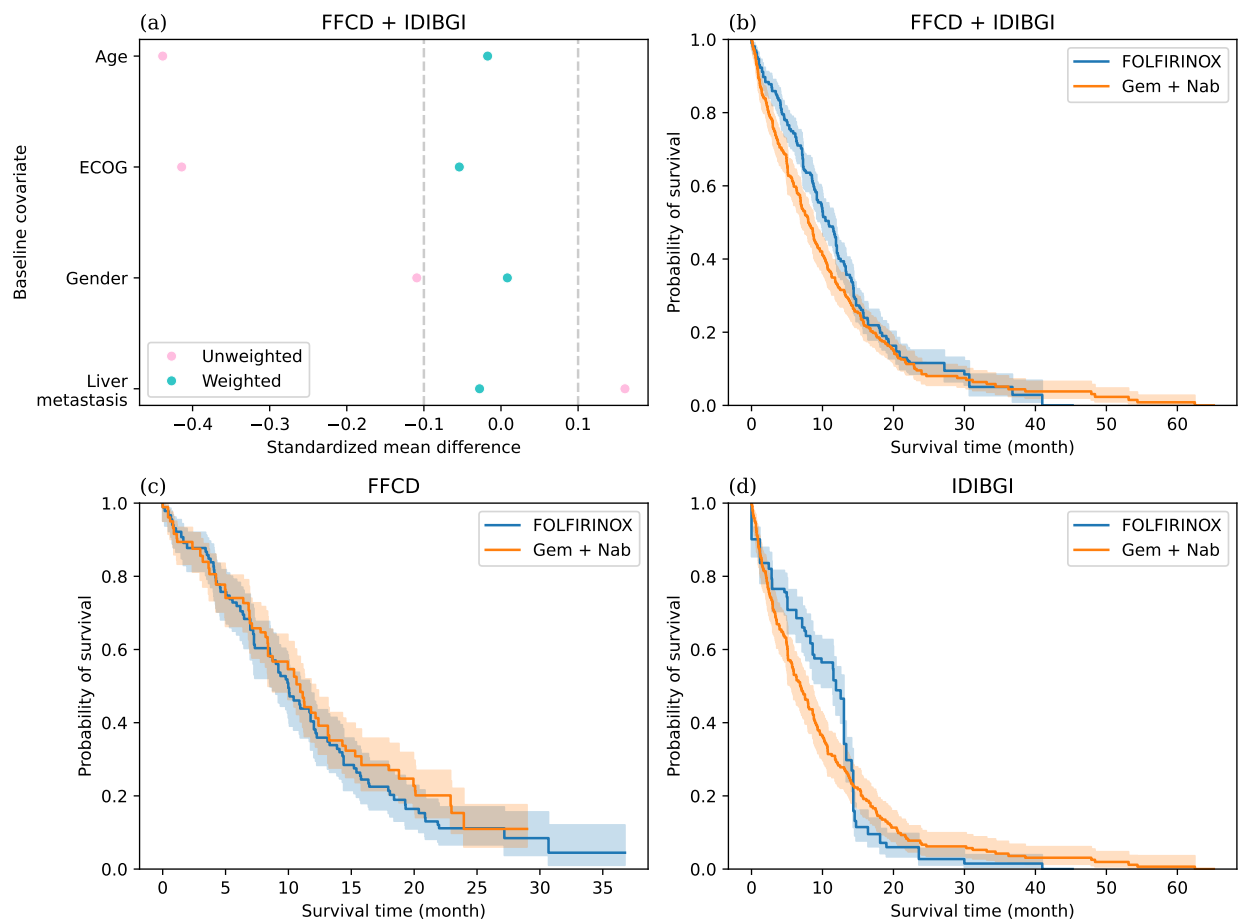 (a) FFCD + IDIBGI
Baseline covariate
Age
ECOG
Gender
Liver
metastasis
Unweighted
Weighted
−0.4 −0.3 −0.2 −0.1 0.0 0.1
Standardized mean difference
(b) FFCD + IDIBGI
Probability of survival
1.0
0.8
0.6
0.4
0.2
0.0
FOLFIRINOX
Gem + Nab
0 10 20 30 40 50 60
Survival time (month)
(c) FFCD
Probability of survival
1.0
0.8
0.6
0.4
0.2
0.0
FOLFIRINOX
Gem + Nab
0 5 10 15 20 25 30 35
Survival time (month)
(d) IDIBGI
Probability of survival
1.0
0.8
0.6
0.4
0.2
0.0
FOLFIRINOX
Gem + Nab
0 10 20 30 40 50 60
Survival time (month)